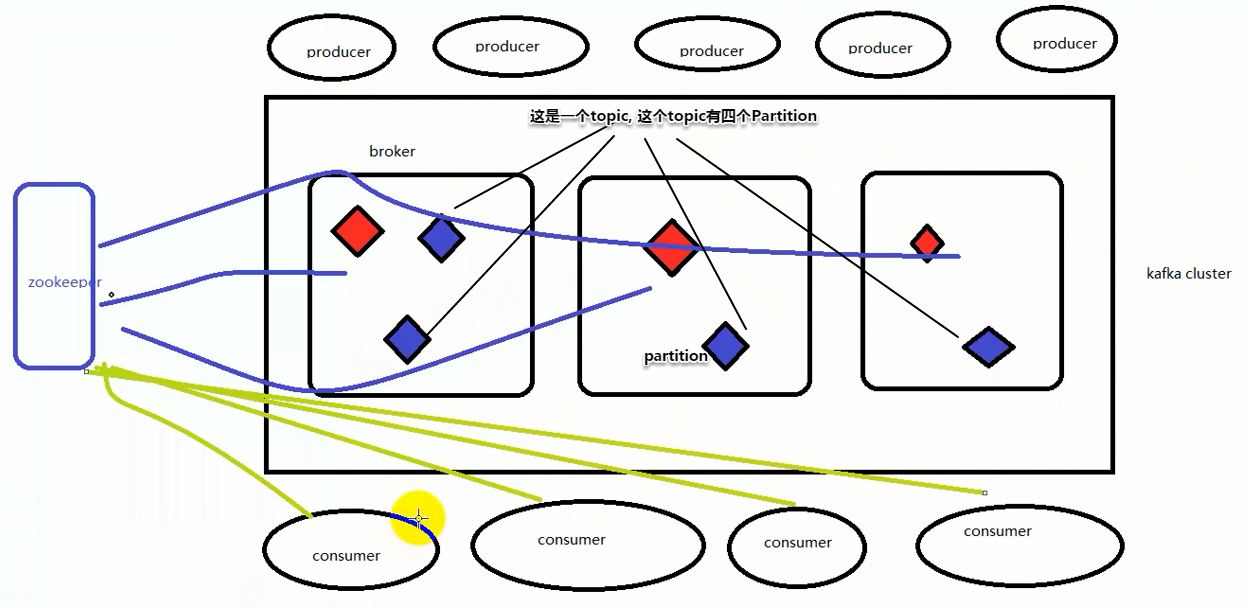 producer
producer
producer
producer
producer
这是一个topic, 这个topic有四个Partition
broker
zookeeper
kafka cluster
partition
consumer
consumer
consumer
consumer